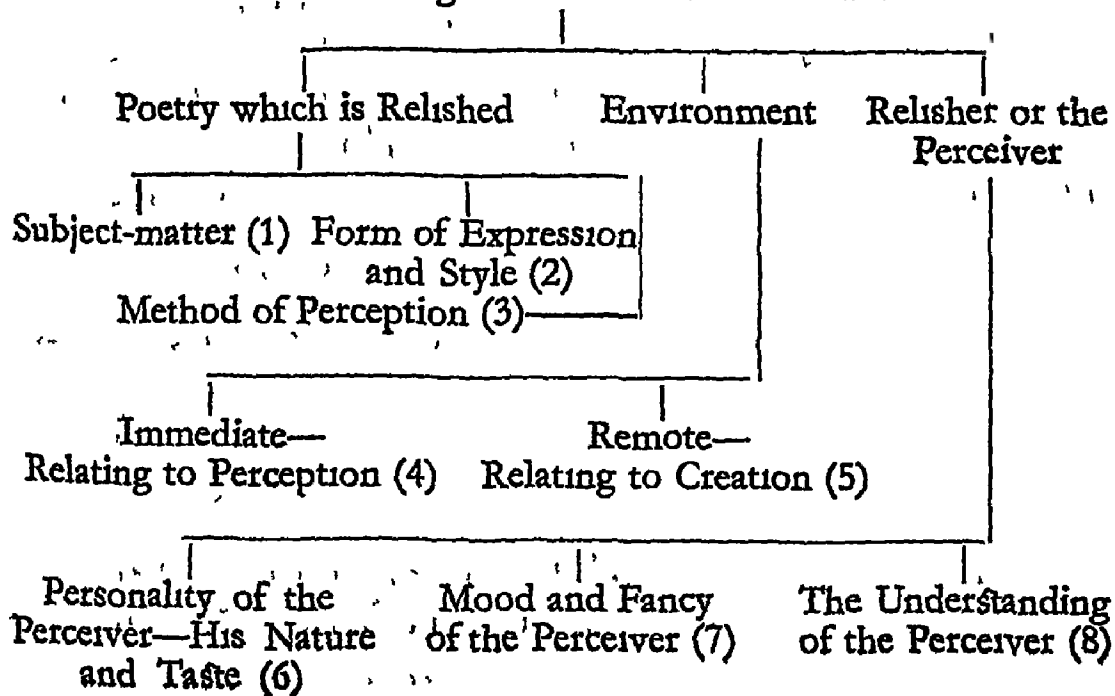 Poetry which is Relished Environment Relisher or the
Perceiver
Subject-matter (1) Form of Expression
and Style (2)
Method of Perception (3)
Immediate—
Relating to Perception (4)
Remote—
Relating to Creation (5)
Personality of the
Perceiver—His Nature
and Taste (6)
Mood and Fancy
of the Perceiver (7)
The Understanding
of the Perceiver (8)